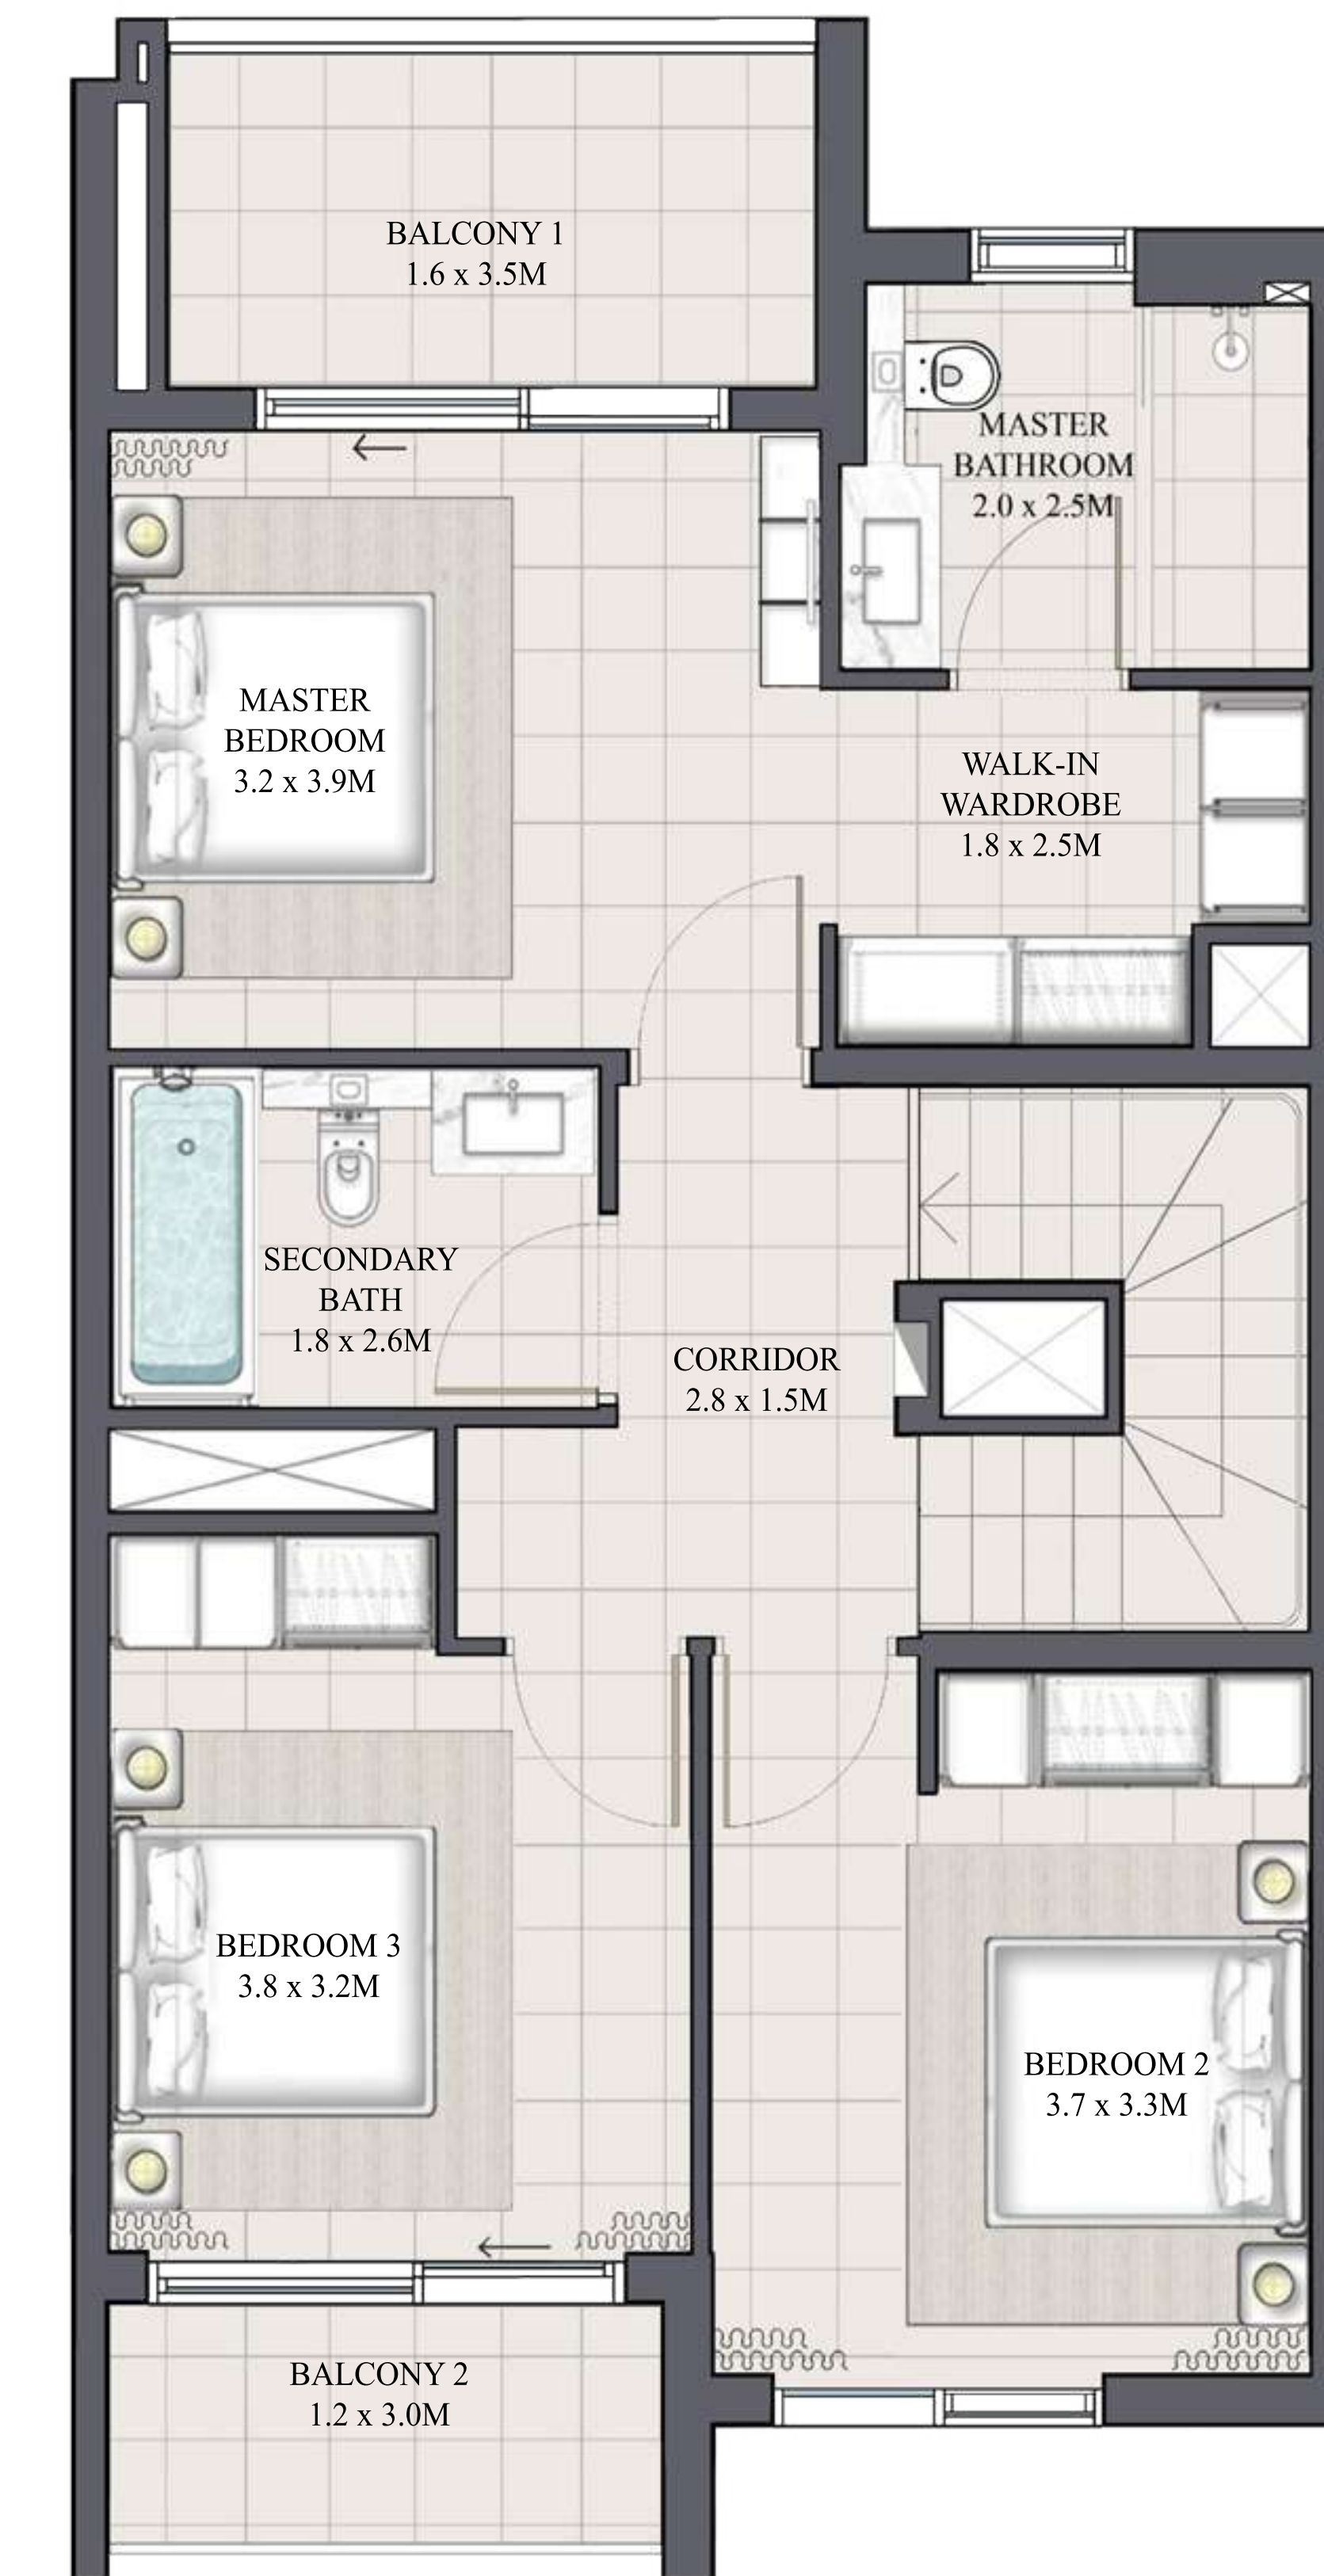 BALCONY 1
1.6 x 3.5M
MASTER
BATHROOM
2.0 x 2.5M
MASTER
BEDROOM
3.2 x 3.9M
WALK-IN
WARDROBE
1.8 x 2.5M
SECONDARY
BATH
1.8 x 2.6M
CORRIDOR
2.8 x 1.5M
BEDROOM 3
3.8 x 3.2M
BEDROOM 2
3.7 x 3.3M
BALCONY 2
1.2 x 3.0M